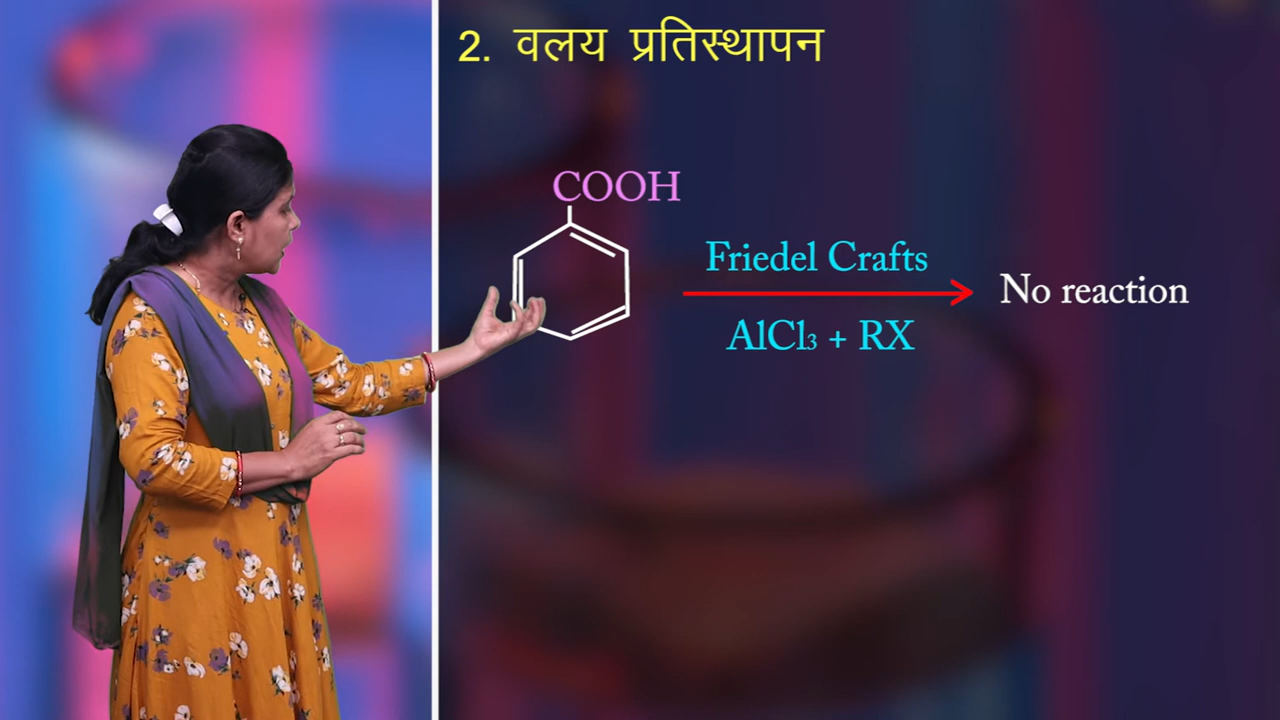 2. वलय प्रतिस्थापन
COOH
Friedel Crafts
AlCl₃ + RX
No reaction